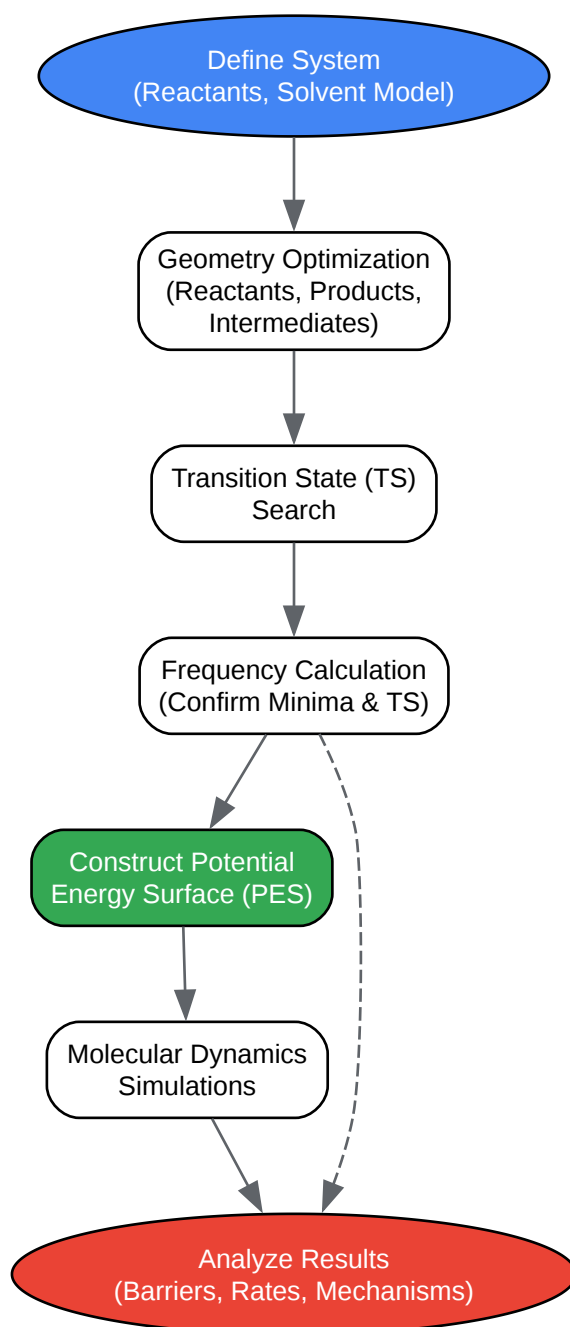 Define System
(Reactants, Solvent Model)
Geometry Optimization
(Reactants, Products,
Intermediates)
Transition State (TS)
Search
Frequency Calculation
(Confirm Minima & TS)
Construct Potential
Energy Surface (PES)
Molecular Dynamics
Simulations
Analyze Results
(Barriers, Rates, Mechanisms)